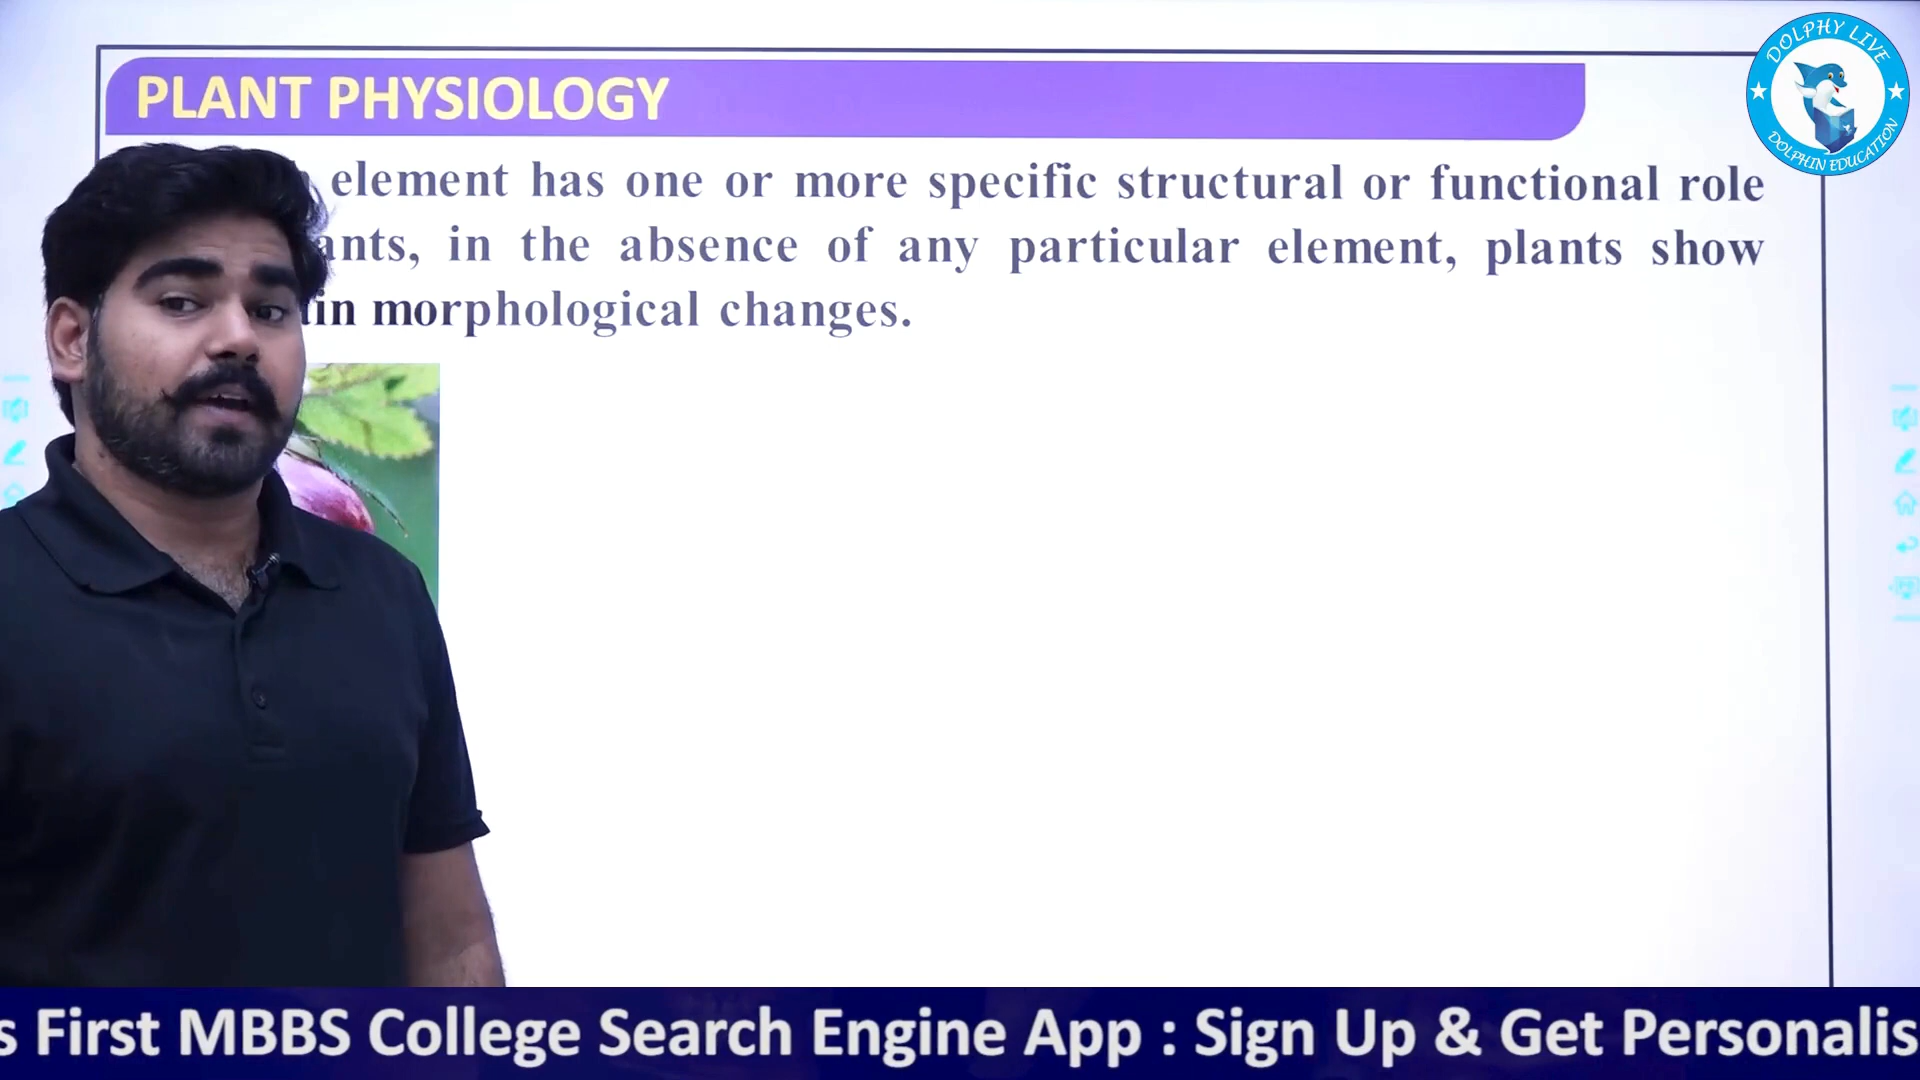 PLANT PHYSIOLOGY
DOLPHY LIVE
DOLPHIN EDUCATION
element has one or more specific structural or functional role
ants, in the absence of any particular element, plants show
in morphological changes.
s First MBBS College Search Engine App : Sign Up & Get Personalis